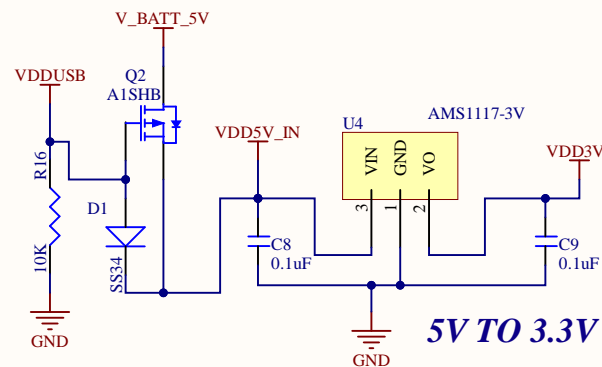 V_BATT_5V
VDDUSB
Q2
A1SHB
R16
10K
D1
SS34
GND
VDD5V_IN
C8
0.1uF
U4
AMS1117-3V
VIN
GND
VO
3
1
2
GND
VDD3V
C9
0.1uF
5V TO 3.3V